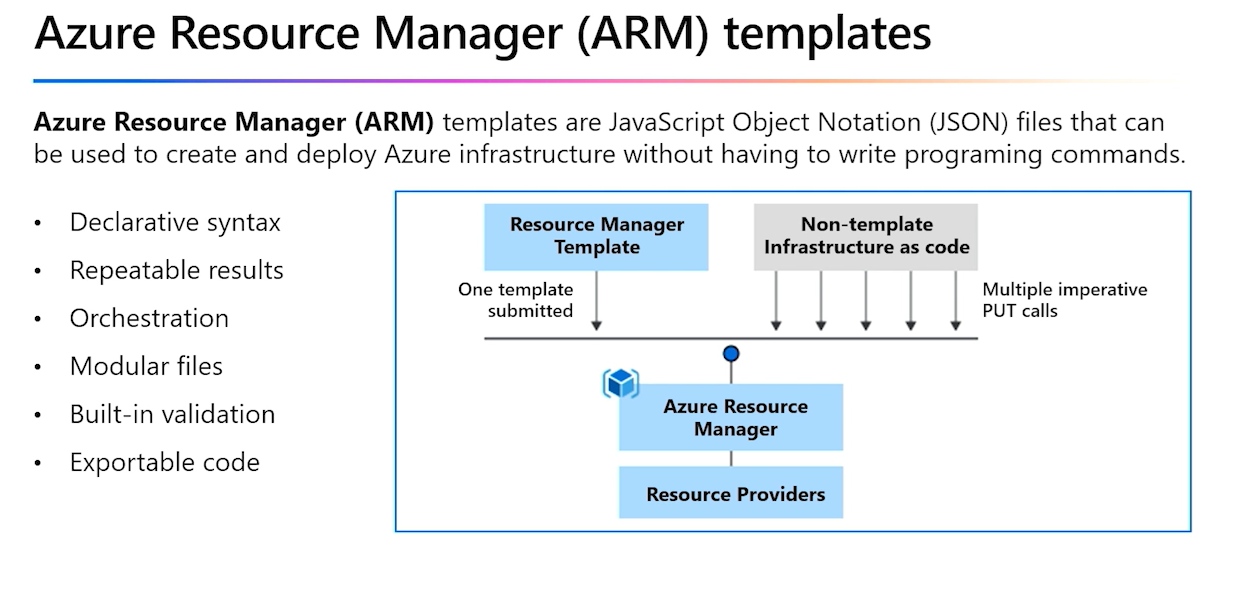 Azure Resource Manager (ARM) templates
Azure Resource Manager (ARM) templates are JavaScript Object Notation (JSON) files that can
be used to create and deploy Azure infrastructure without having to write programing commands.
• Declarative syntax
• Repeatable results
• Orchestration
• Modular files
• Built-in validation
• Exportable code
Resource Manager
Template
Non-template
Infrastructure as code
One template
submitted
Multiple imperative
PUT calls
Azure Resource
Manager
Resource Providers